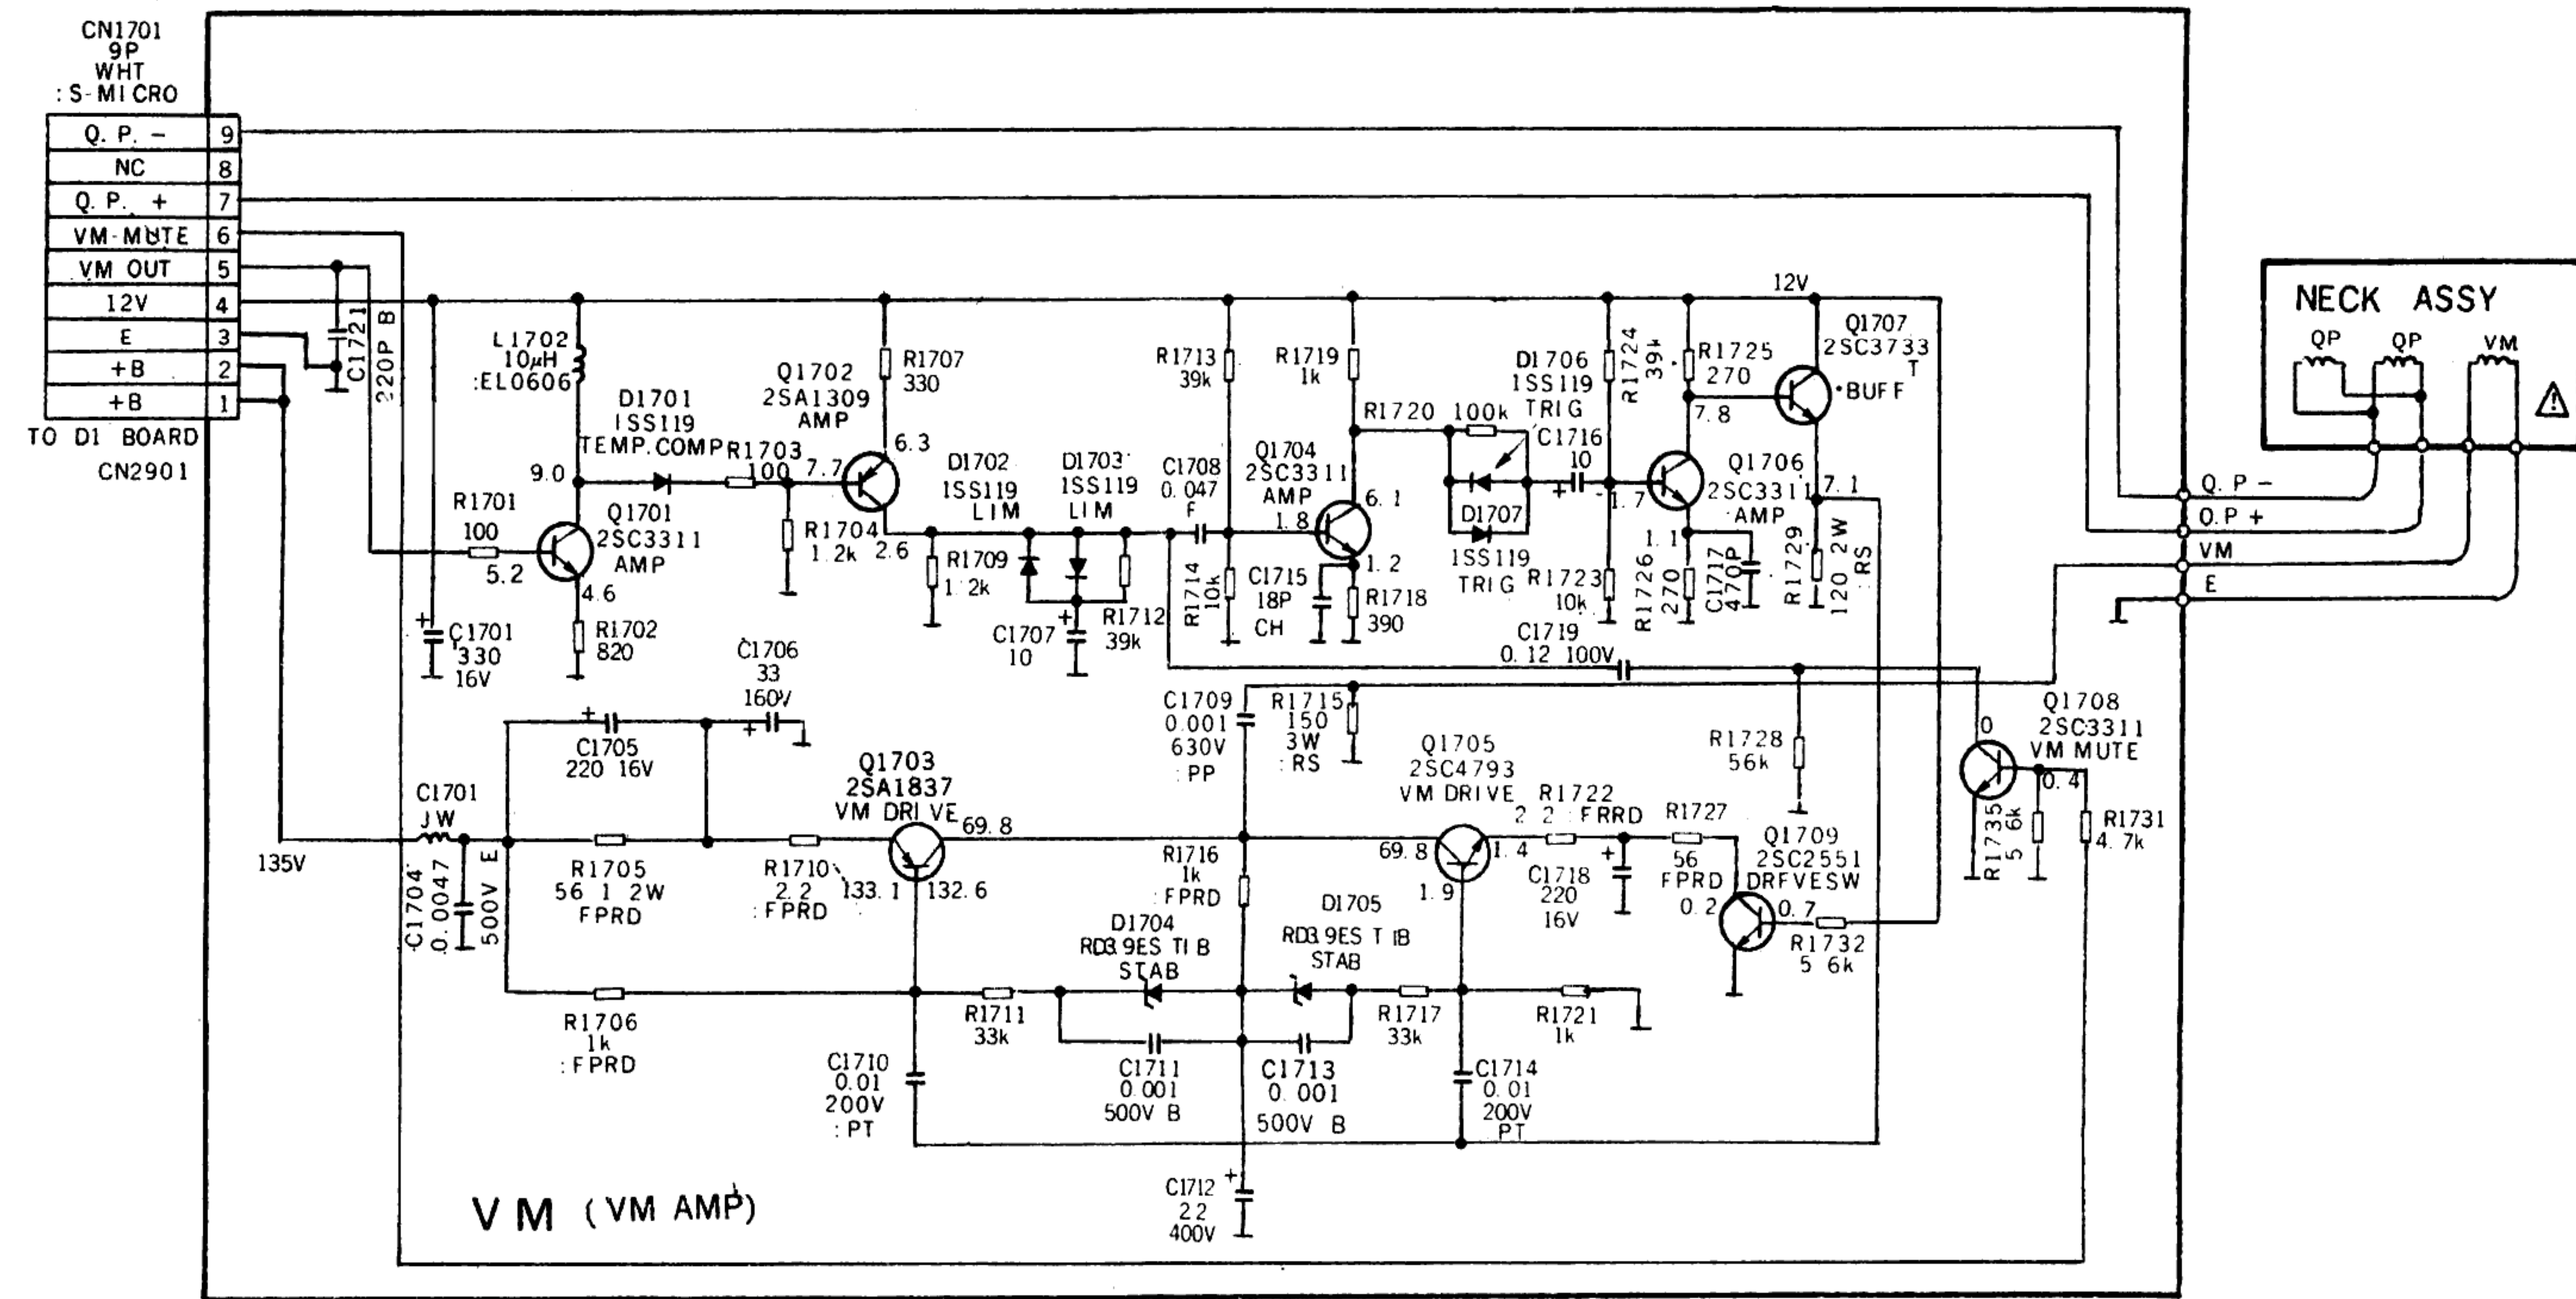 CN1701
9P
WHT
:S-MICRO
Q. P. - 9
NC 8
Q. P. + 7
VM-MUTE 6
VM OUT 5
12V 4
E 3
+B 2
+B 1
TO D1 BOARD
CN2901
C1721
220P B
L1702
10µH
:EL0606
D1701
1SS119
TEMP. COMP
R1703
100
Q1702
2SA1309
AMP
R1707
330
6.3
7.7
9.0
R1701
100
5.2
Q1701
2SC3311
AMP
4.6
R1704
1.2k
2.6
R1702
820
C1701
330
16V
D1702
1SS119
LIM
D1703
1SS119
LIM
R1709
1.2k
C1707
10
R1712
39k
C1708
0.047
F
R1713
39k
R1719
1k
Q1704
2SC3311
AMP
1.8
6.1
1.2
R1714
10k
C1715
18P
CH
R1718
390
R1720 100k
D1706
1SS119
TRIG
C1716
10
D1707
1SS119
TRIG
R1724
39k
R1725
270
7.8
12V
Q1707
2SC3733
T
BUFF
1.7
Q1706
2SC3311
AMP
7.1
1.1
R1723
10k
R1726
270
C1717
470P
R1729
120 2W
:RS
NECK ASSY
QP
QP
VM
⚠
Q. P -
Q. P +
VM
E
C1719
0.12 100V
C1706
33
160V
C1705
220 16V
C1709
0.001
630V
:PP
R1715
150
3W
:RS
Q1705
2SC4793
VM DRIVE
R1728
56k
Q1708
2SC3311
VM MUTE
0
0.4
R1735
5.6k
R1731
4.7k
C1701
JW
135V
C1704
0.0047
500V E
R1705
56 1 2W
FPRD
R1710
2.2
:FPRD
Q1703
2SA1837
VM DRIVE
69.8
133.1
132.6
R1716
1k
:FPRD
69.8
1.4
1.9
R1722
2 2 :FRRD
R1727
56
FPRD
C1718
220
16V
Q1709
2SC2551
DRFVESW
0.2
0.7
R1732
5 6k
D1704
RD3.9ES T1B
STAB
D1705
RD3.9ES T1B
STAB
R1706
1k
:FPRD
R1711
33k
R1717
33k
R1721
1k
C1710
0.01
200V
:PT
C1711
0.001
500V B
C1713
0.001
500V B
C1714
0.01
200V
PT
C1712
22
400V
VM (VM AMP)